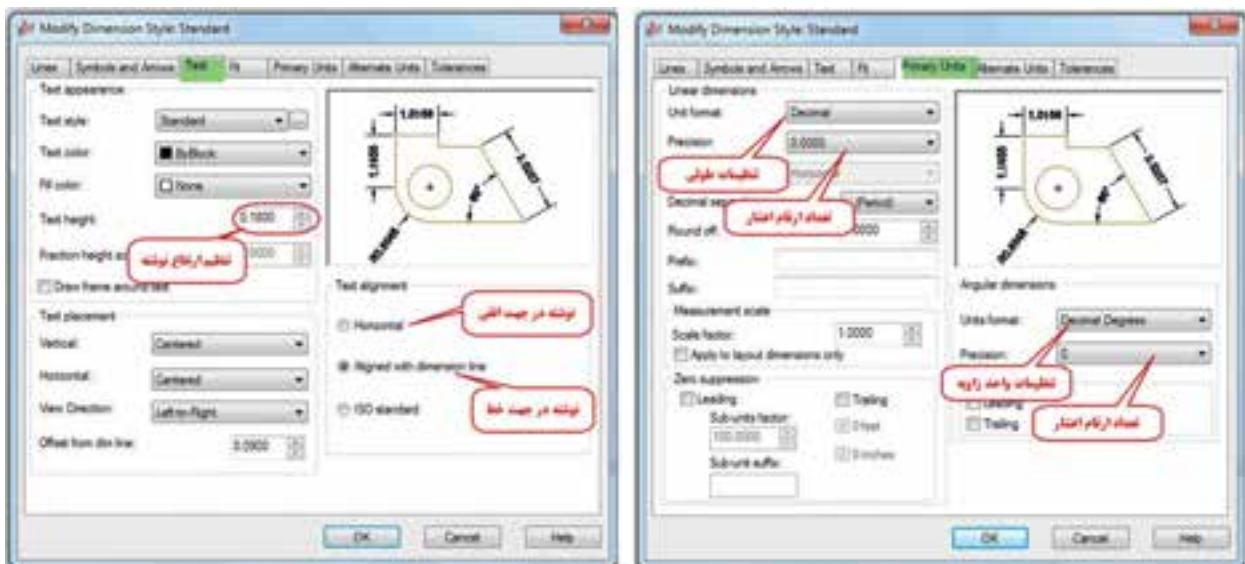 Modify Dimension Style: Standard
Lines Symbols and Arrows Text Fit Primary Units Alternate Units Tolerances
Text appearance
Text style: Standard
Text color: ByBlock
Fill color: None
Text height: 0.1800
Fraction height
تنظیم ارتفاع نوشته
Draw frame around text
Text placement
Vertical: Centered
Horizontal: Centered
View Direction: Left-to-Right
Offset from dim line: 0.0900
1.0159
Text alignment
Horizontal
نوشته در جهت افقی
Aligned with dimension line
نوشته در جهت خط
ISO standard
OK Cancel Help
Modify Dimension Style: Standard
Lines Symbols and Arrows Text Fit Primary Units Alternate Units Tolerances
Linear dimensions
Unit format: Decimal
Precision 0.0000
تنظیمات طولی
Decimal (Period)
تعداد ارقام اعشار
Round off:
Prefix:
Suffix:
Measurement scale
Scale factor: 1.0000
Apply to layout dimensions only
Zero suppression
Leading Trailing
Sub-units factor: 0 feet
100.0000 0 inches
Sub-unit suffix:
1.0159
Angular dimensions
Units format: Decimal Degrees
Precision: 0
تنظیمات واحد زاویه
Leading
Trailing
تعداد ارقام اعشار
OK Cancel Help